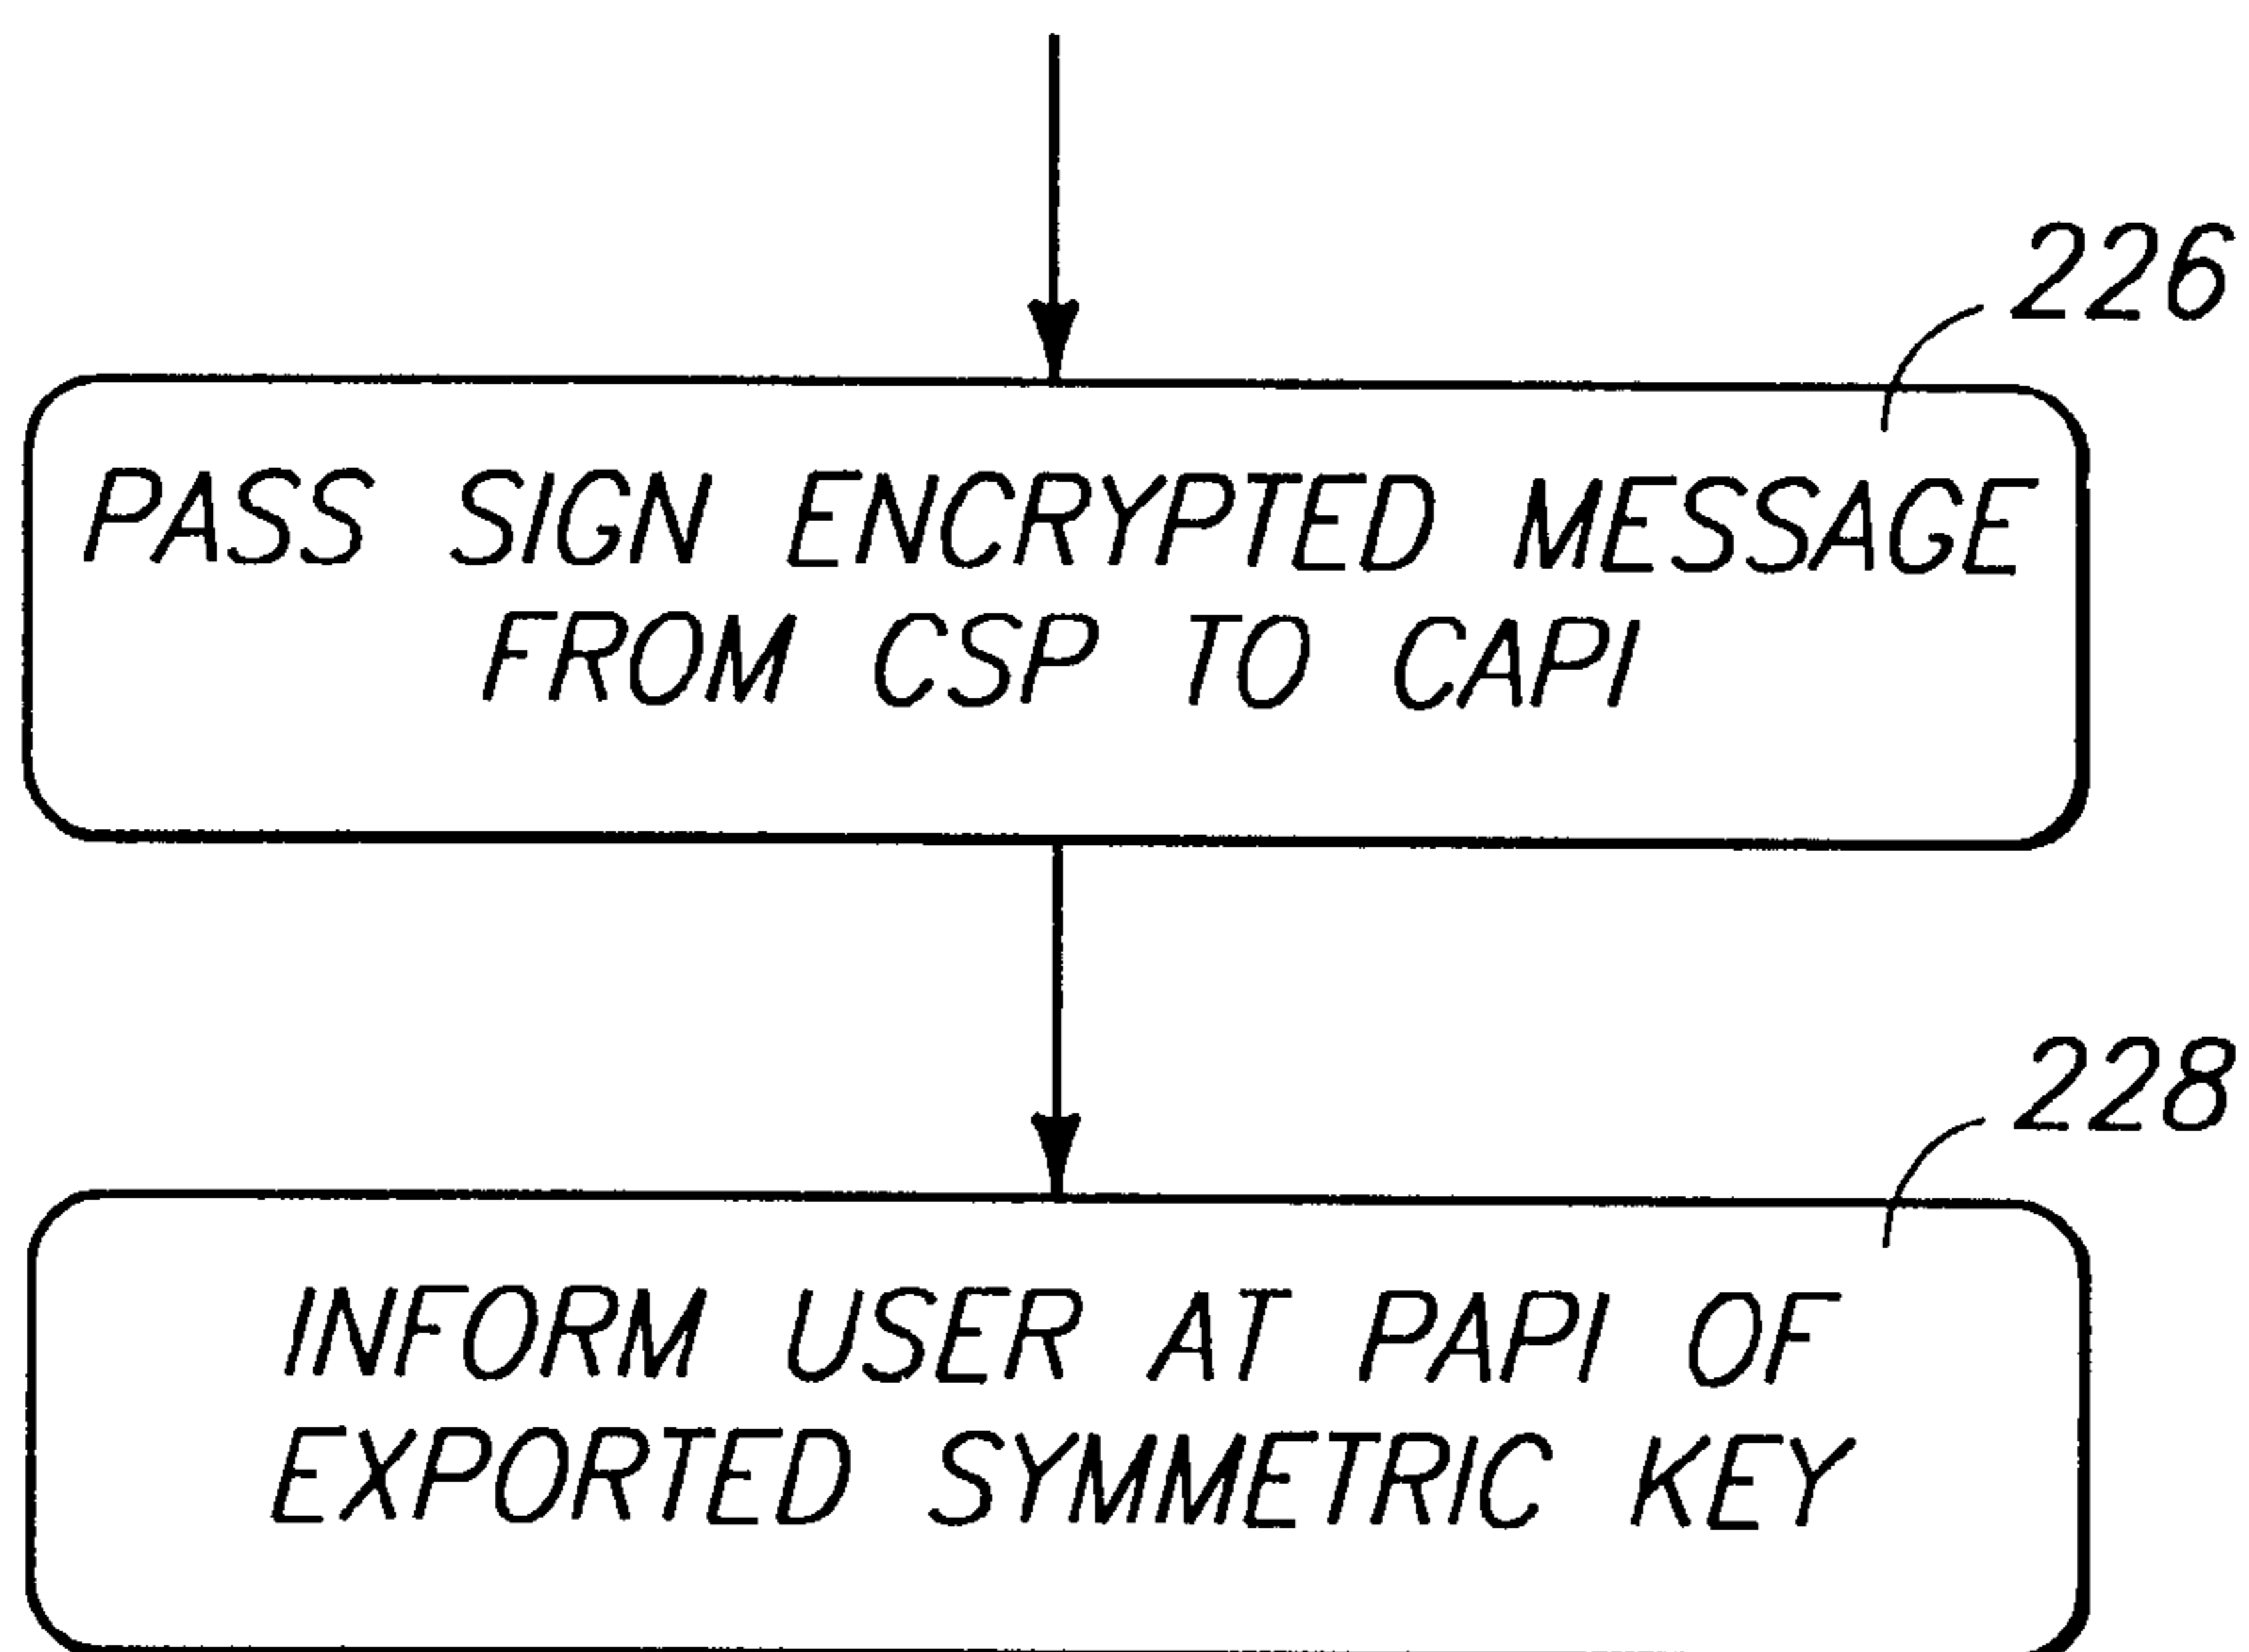 226
PASS SIGN ENCRYPTED MESSAGE
FROM CSP TO CAPI
228
INFORM USER AT PAPI OF
EXPORTED SYMMETRIC KEY